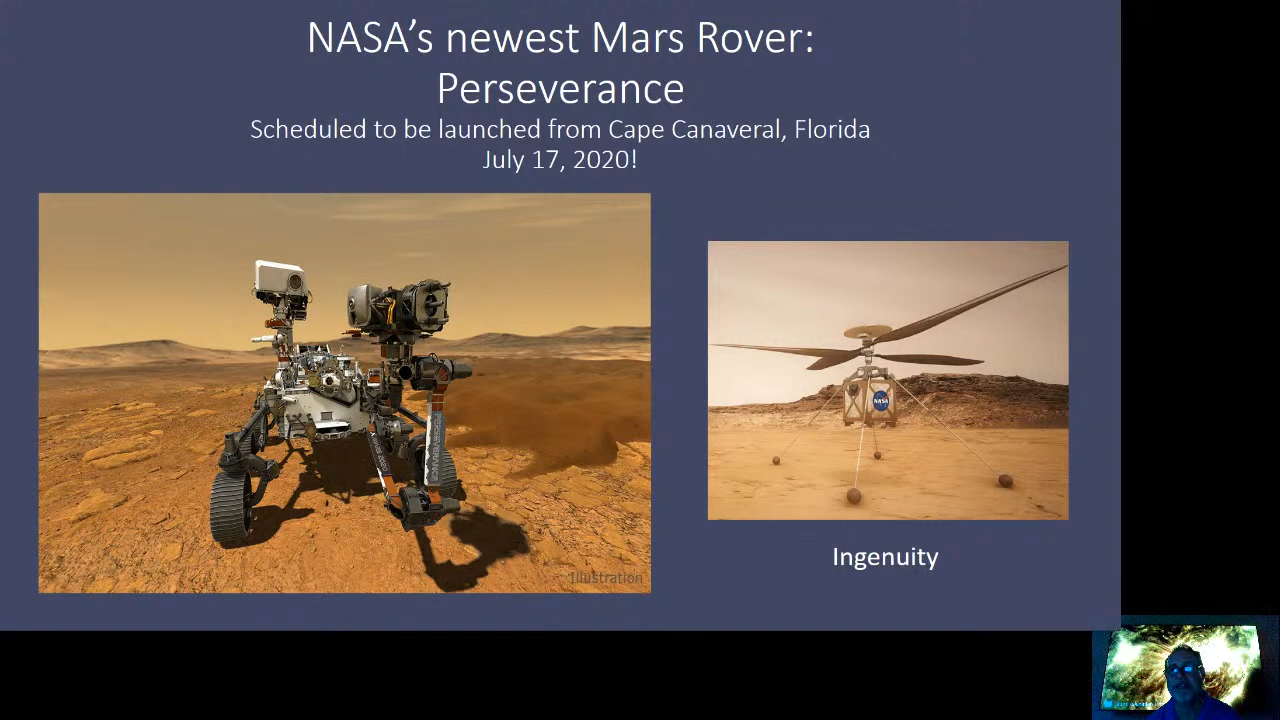 NASA's newest Mars Rover:
Perseverance
Scheduled to be launched from Cape Canaveral, Florida
July 17, 2020!
NASA
PERSEVERANCE
Illustration
Ingenuity